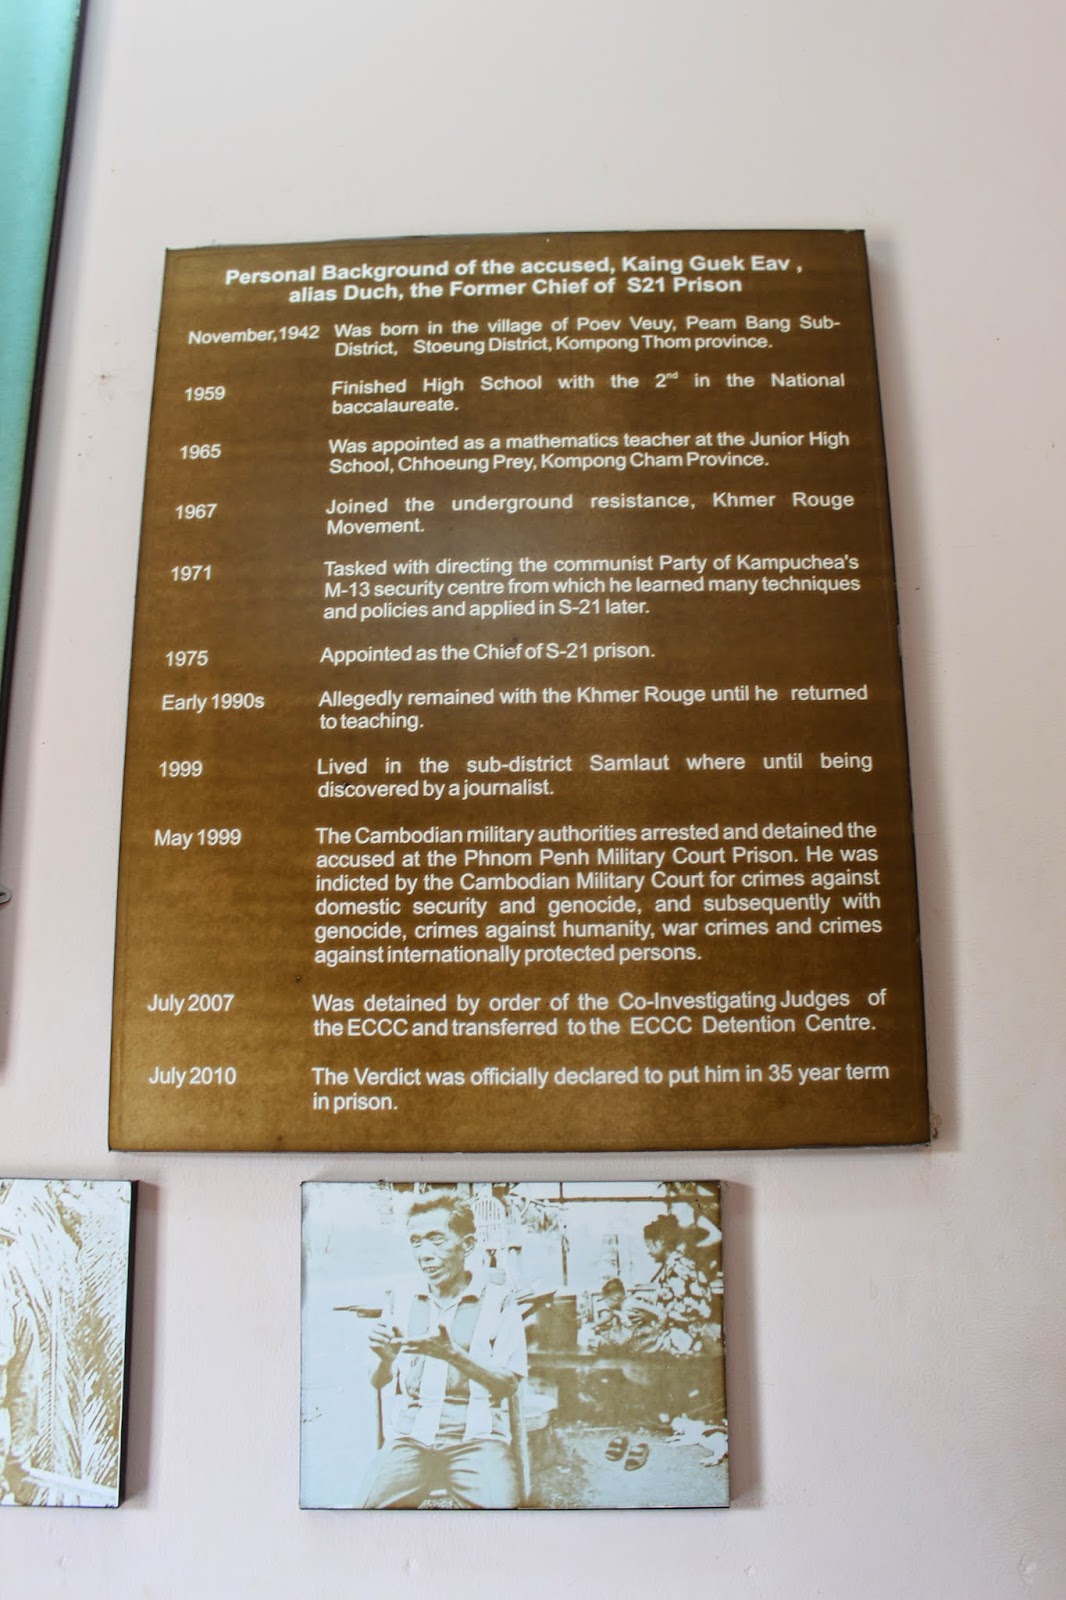 Personal Background of the accused, Kaing Guek Eav ,
alias Duch, the Former Chief of S21 Prison
November,1942 Was born in the village of Poev Veuy, Peam Bang Sub-
District, Stoeung District, Kompong Thom province.
1959 Finished High School with the 2nd in the National
baccalaureate.
1965 Was appointed as a mathematics teacher at the Junior High
School, Chhoeung Prey, Kompong Cham Province.
1967 Joined the underground resistance, Khmer Rouge
Movement.
1971 Tasked with directing the communist Party of Kampuchea's
M-13 security centre from which he learned many techniques
and policies and applied in S-21 later.
1975 Appointed as the Chief of S-21 prison.
Early 1990s Allegedly remained with the Khmer Rouge until he returned
to teaching.
1999 Lived in the sub-district Samlaut where until being
discovered by a journalist.
May 1999 The Cambodian military authorities arrested and detained the
accused at the Phnom Penh Military Court Prison. He was
indicted by the Cambodian Military Court for crimes against
domestic security and genocide, and subsequently with
genocide, crimes against humanity, war crimes and crimes
against internationally protected persons.
July 2007 Was detained by order of the Co-Investigating Judges of
the ECCC and transferred to the ECCC Detention Centre.
July 2010 The Verdict was officially declared to put him in 35 year term
in prison.